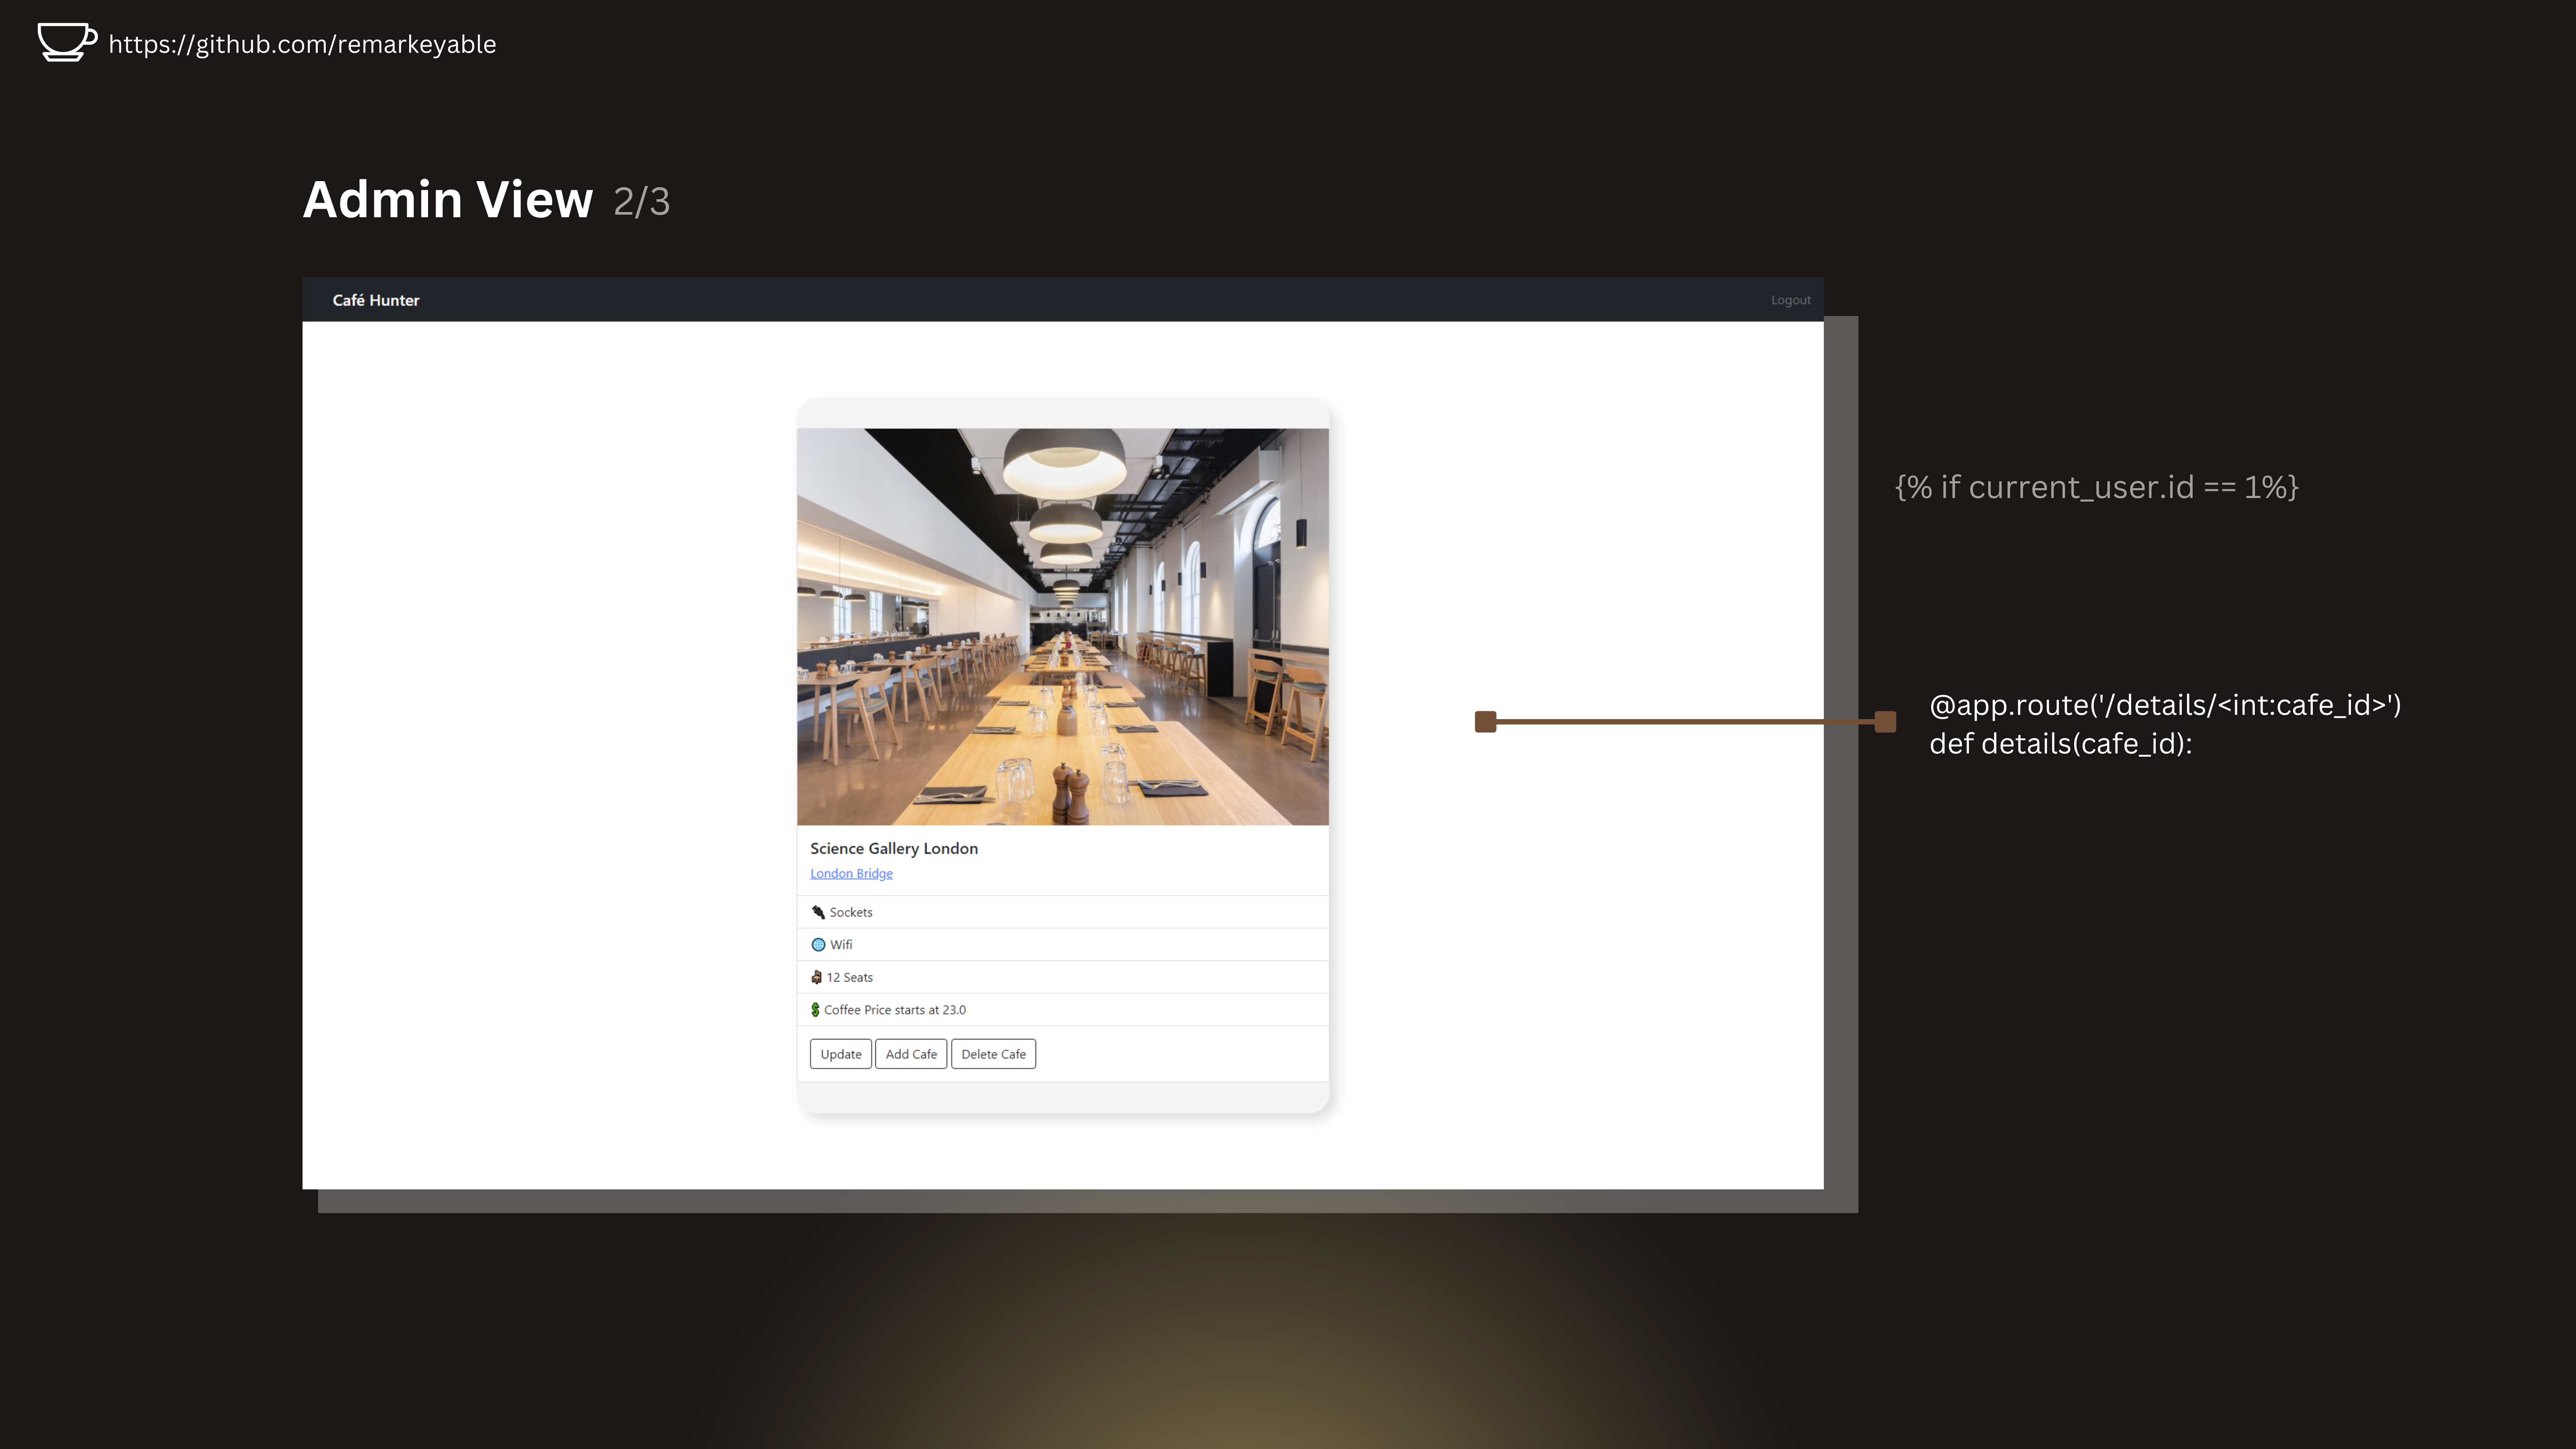 https://github.com/remarkeyable
Admin View 2/3
Café Hunter
Logout
{% if current_user.id == 1%}
@app.route('/details/<int:cafe_id>')
def details(cafe_id):
Science Gallery London
London Bridge
Sockets
Wifi
12 Seats
Coffee Price starts at 23.0
Update Add Cafe Delete Cafe